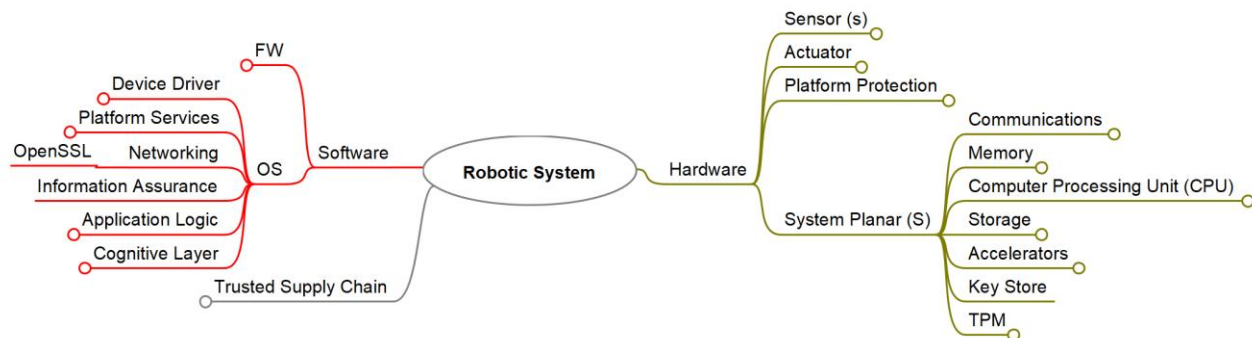 FW
Device Driver
Platform Services
OpenSSL
Networking
Information Assurance
Application Logic
Cognitive Layer
OS
Software
Trusted Supply Chain
Robotic System
Hardware
Sensor (s)
Actuator
Platform Protection
System Planar (S)
Communications
Memory
Computer Processing Unit (CPU)
Storage
Accelerators
Key Store
TPM